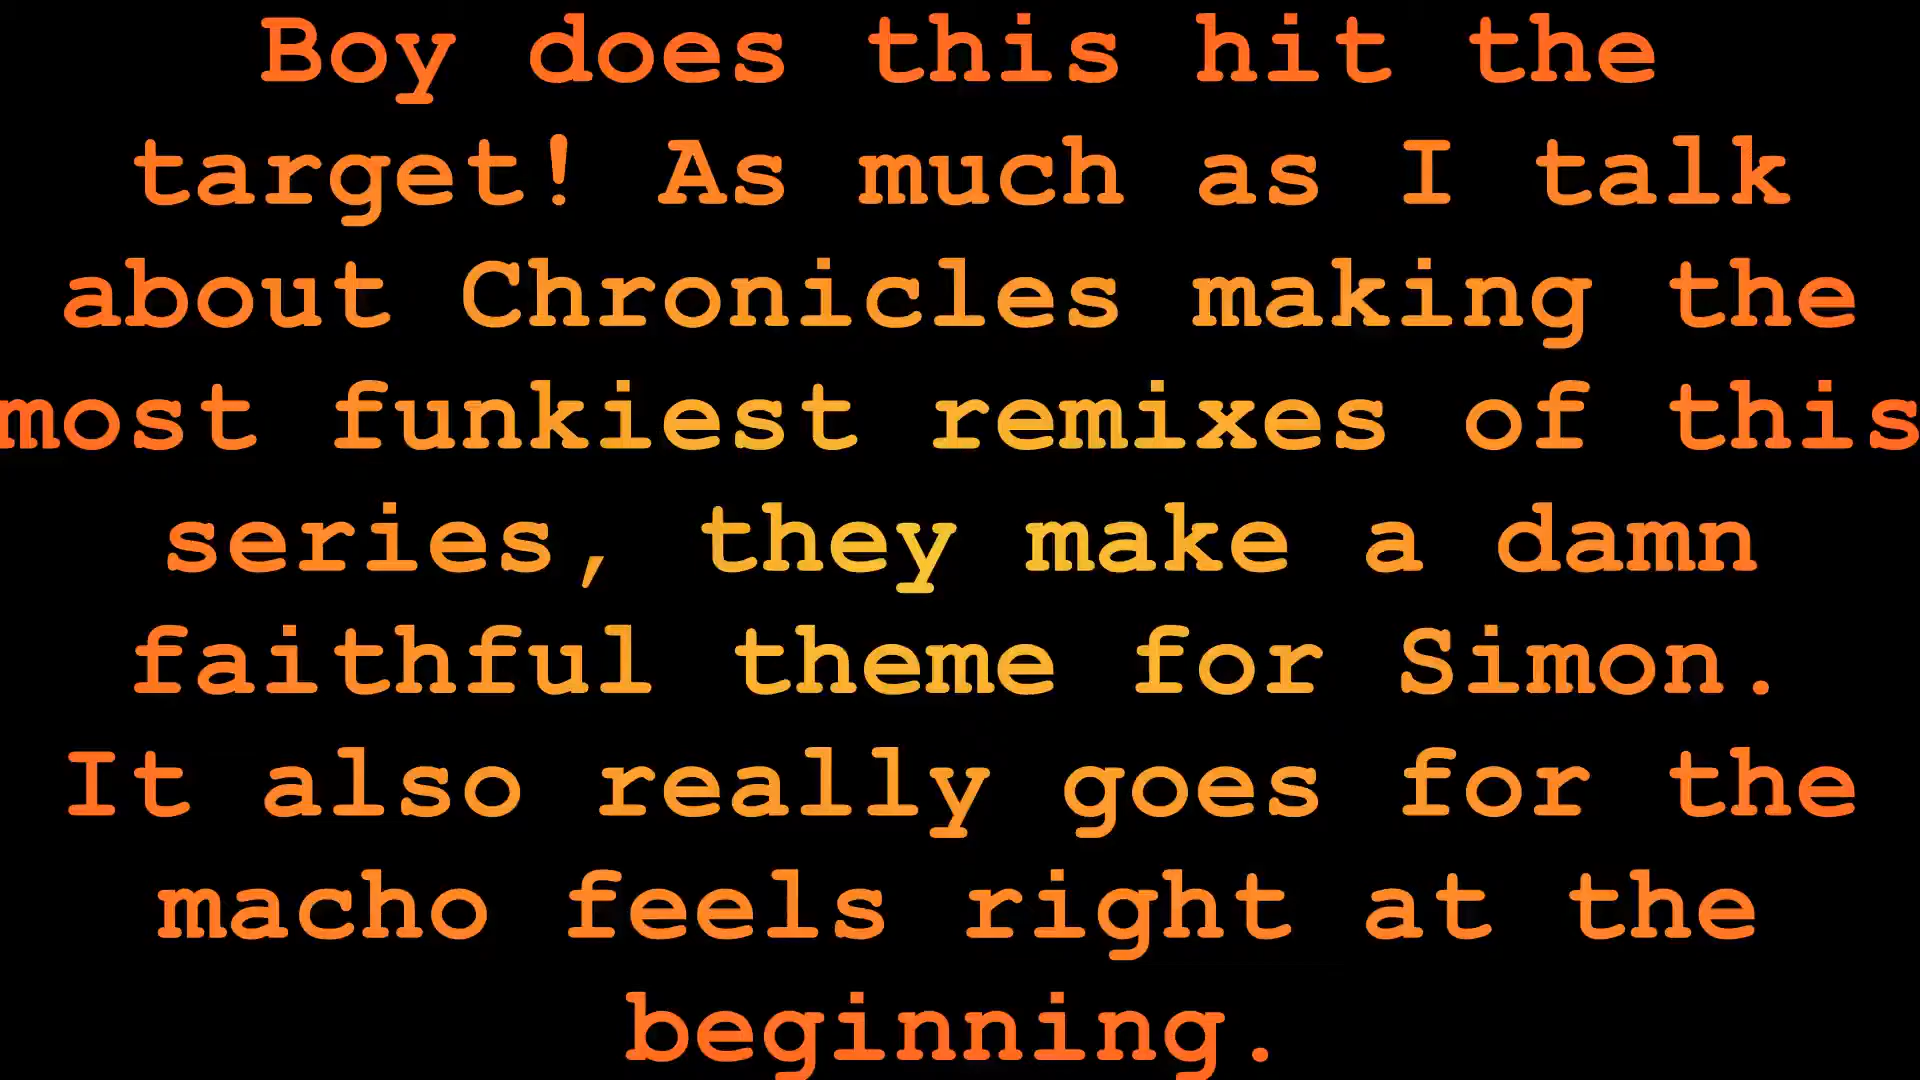 Boy does this hit the
target! As much as I talk
about Chronicles making the
most funkiest remixes of this
series, they make a damn
faithful theme for Simon.
It also really goes for the
macho feels right at the
beginning.